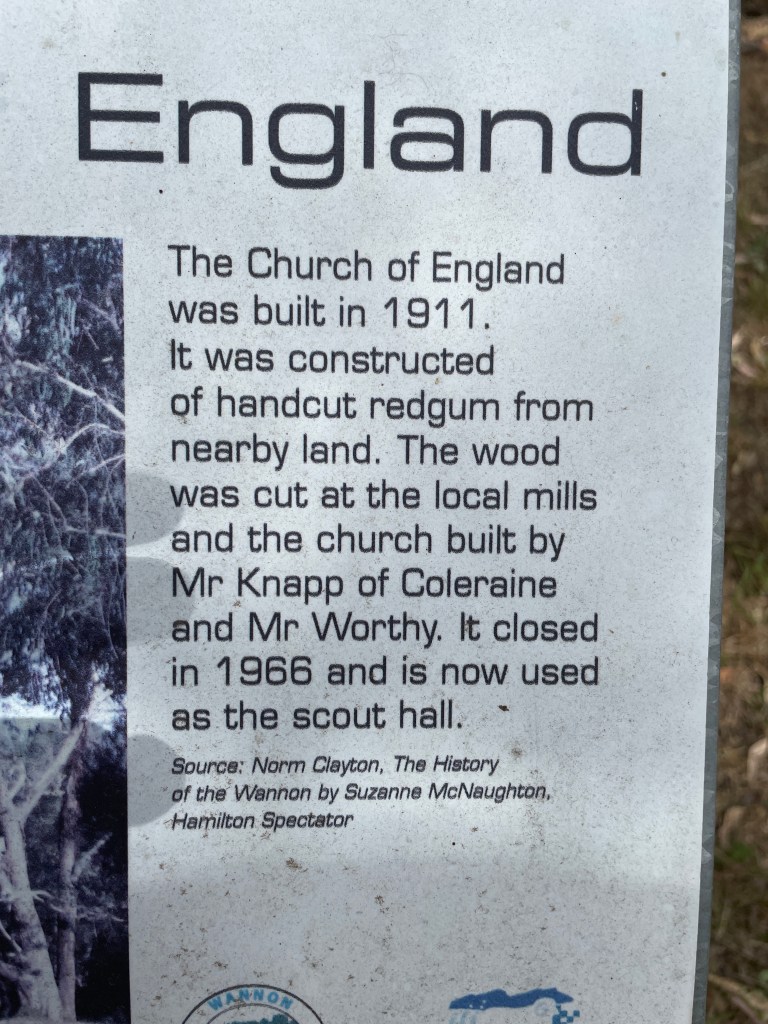 England
The Church of England
was built in 1911.
It was constructed
of handcut redgum from
nearby land. The wood
was cut at the local mills
and the church built by
Mr Knapp of Coleraine
and Mr Worthy. It closed
in 1966 and is now used
as the scout hall.
Source: Norm Clayton, The History
of the Wannon by Suzanne McNaughton,
Hamilton Spectator
WANNON